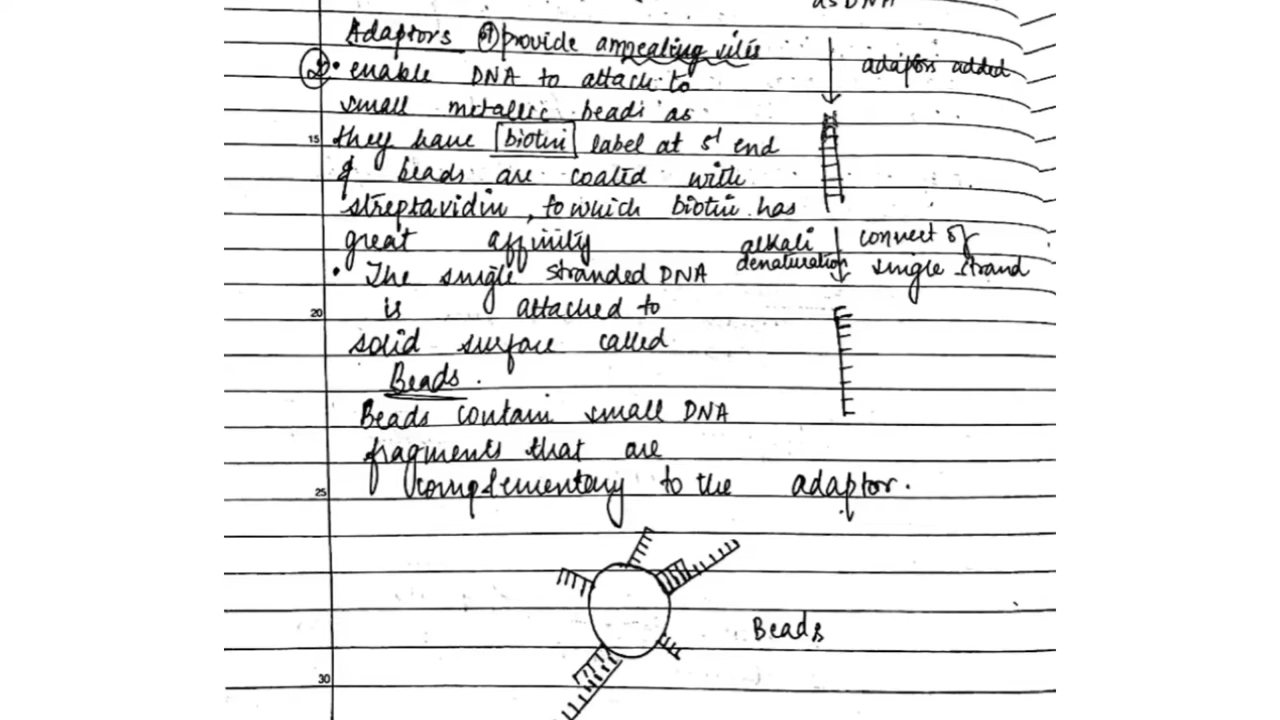 as DNA
Adaptors ① provide annealing sites
② • enable DNA to attach to
small metallic beads as
15 they have biotin label at 5' end
& beads are coated with
streptavidin, to which biotin has
great affinity
• The single stranded DNA
20 is attached to
solid surface called
Beads.
Beads contain small DNA
fragments that are
25 complementary to the adaptor.
adaptors added
alkali denaturation
convert of
single strand
Beads
30